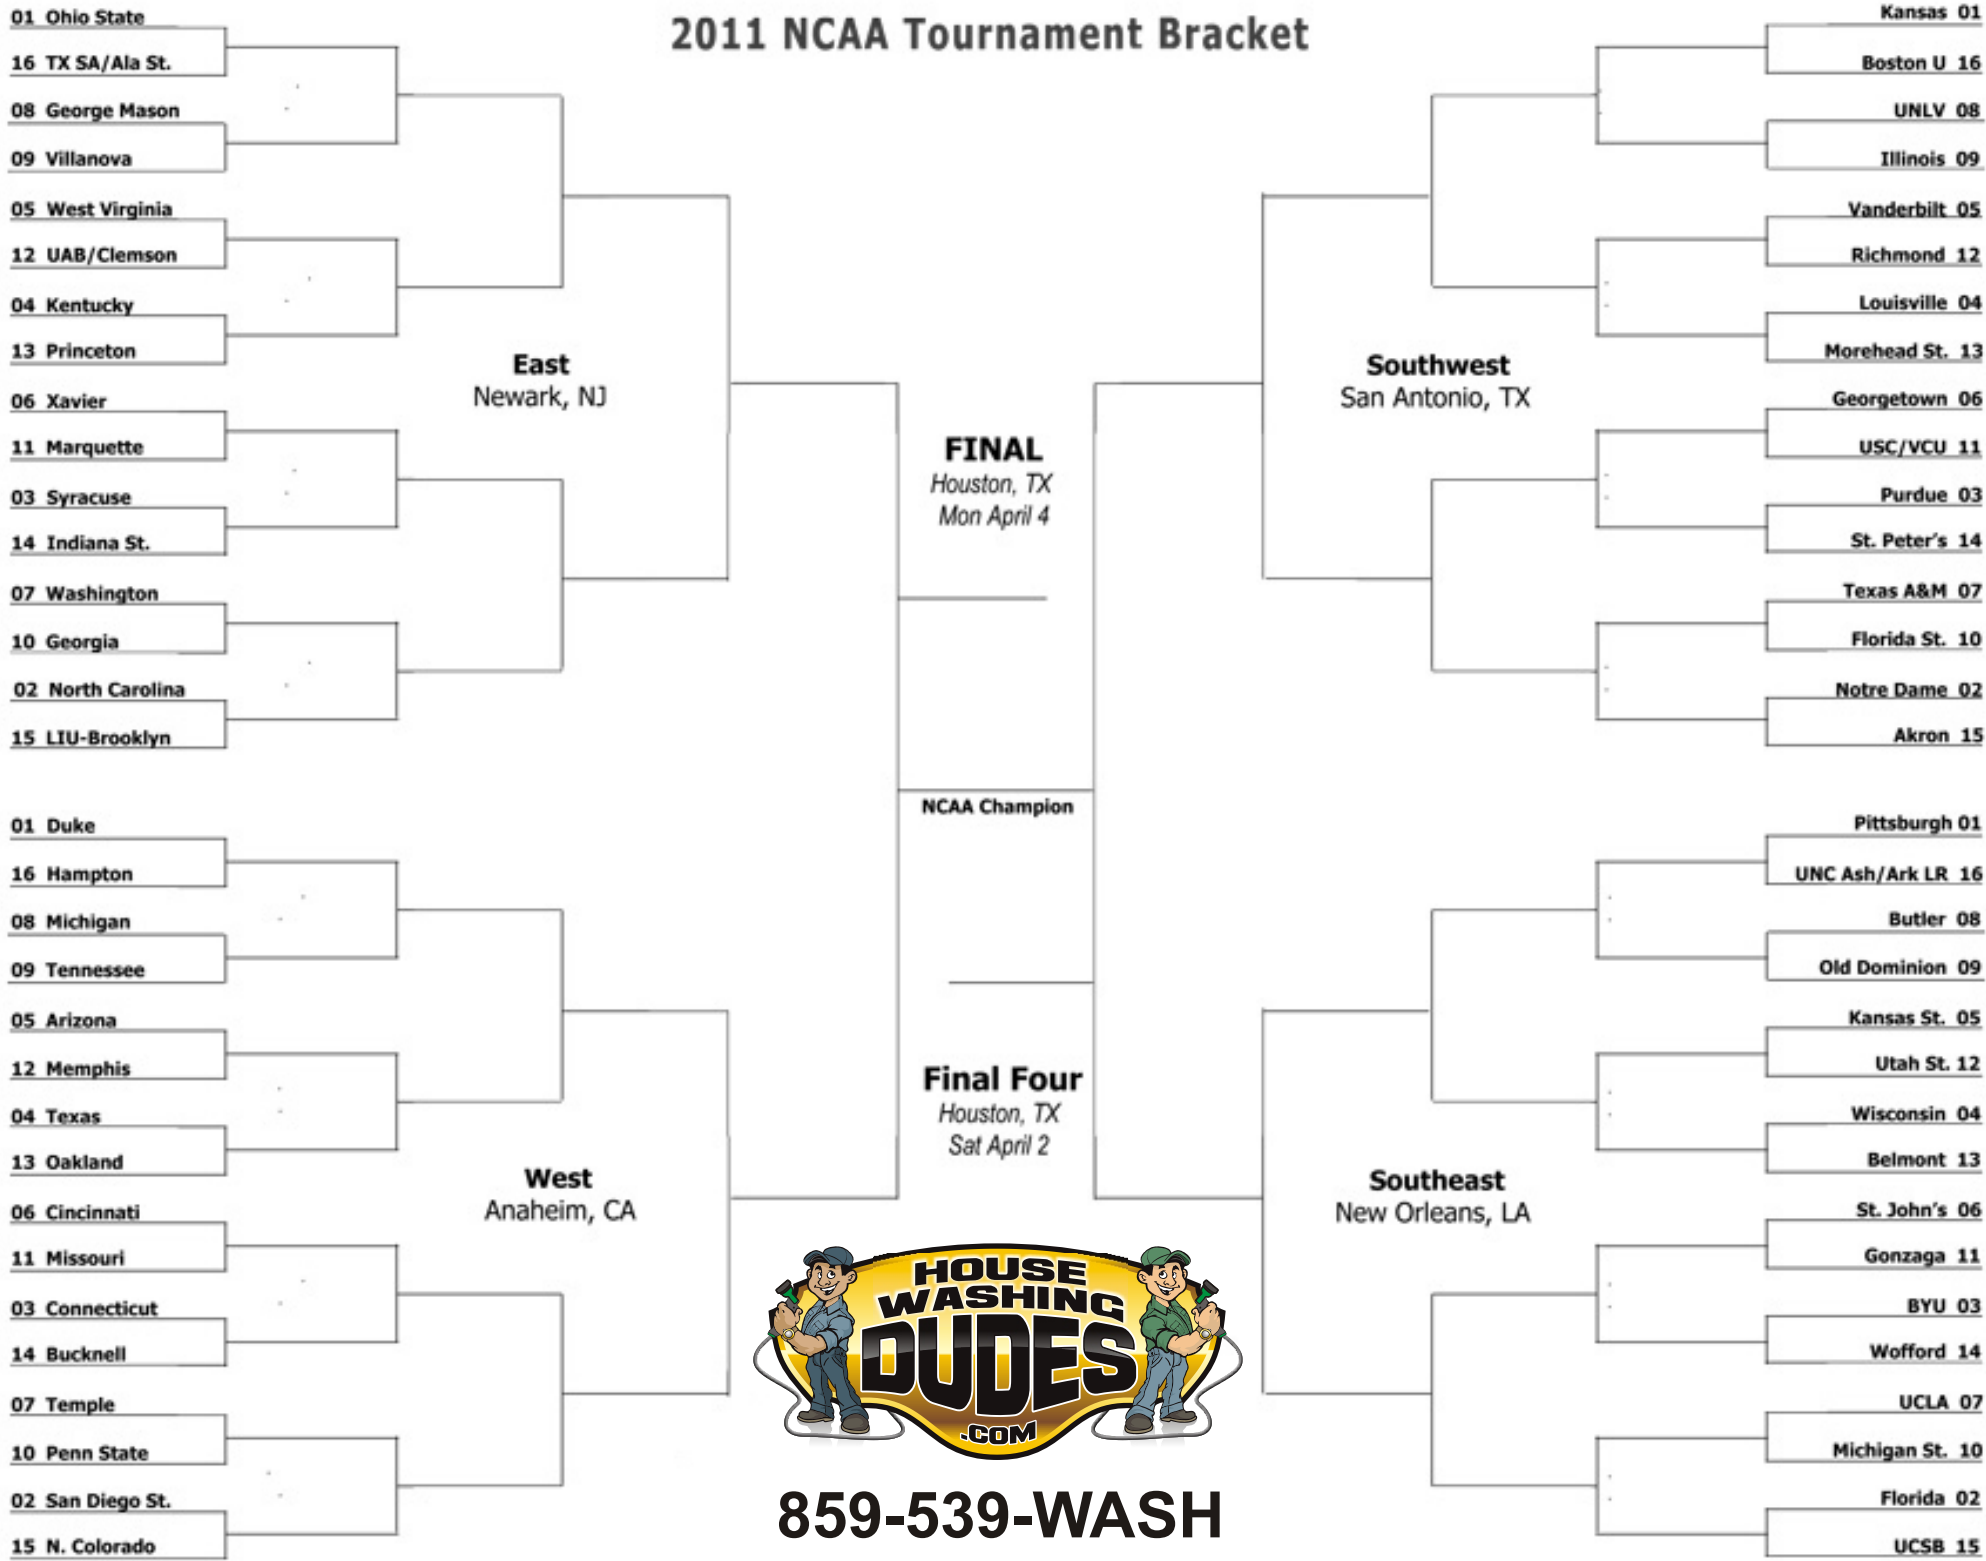 2011 NCAA Tournament Bracket
01 Ohio State
16 TX SA/Ala St.
08 George Mason
09 Villanova
05 West Virginia
12 UAB/Clemson
04 Kentucky
13 Princeton
06 Xavier
11 Marquette
03 Syracuse
14 Indiana St.
07 Washington
10 Georgia
02 North Carolina
15 LIU-Brooklyn
East
Newark, NJ
01 Duke
16 Hampton
08 Michigan
09 Tennessee
05 Arizona
12 Memphis
04 Texas
13 Oakland
06 Cincinnati
11 Missouri
03 Connecticut
14 Bucknell
07 Temple
10 Penn State
02 San Diego St.
15 N. Colorado
West
Anaheim, CA
FINAL
Houston, TX
Mon April 4
NCAA Champion
Final Four
Houston, TX
Sat April 2
Kansas 01
Boston U 16
UNLV 08
Illinois 09
Vanderbilt 05
Richmond 12
Louisville 04
Morehead St. 13
Georgetown 06
USC/VCU 11
Purdue 03
St. Peter's 14
Texas A&M 07
Florida St. 10
Notre Dame 02
Akron 15
Southwest
San Antonio, TX
Pittsburgh 01
UNC Ash/Ark LR 16
Butler 08
Old Dominion 09
Kansas St. 05
Utah St. 12
Wisconsin 04
Belmont 13
St. John's 06
Gonzaga 11
BYU 03
Wofford 14
UCLA 07
Michigan St. 10
Florida 02
UCSB 15
Southeast
New Orleans, LA
HOUSE
WASHING
DUDES
.COM
859-539-WASH